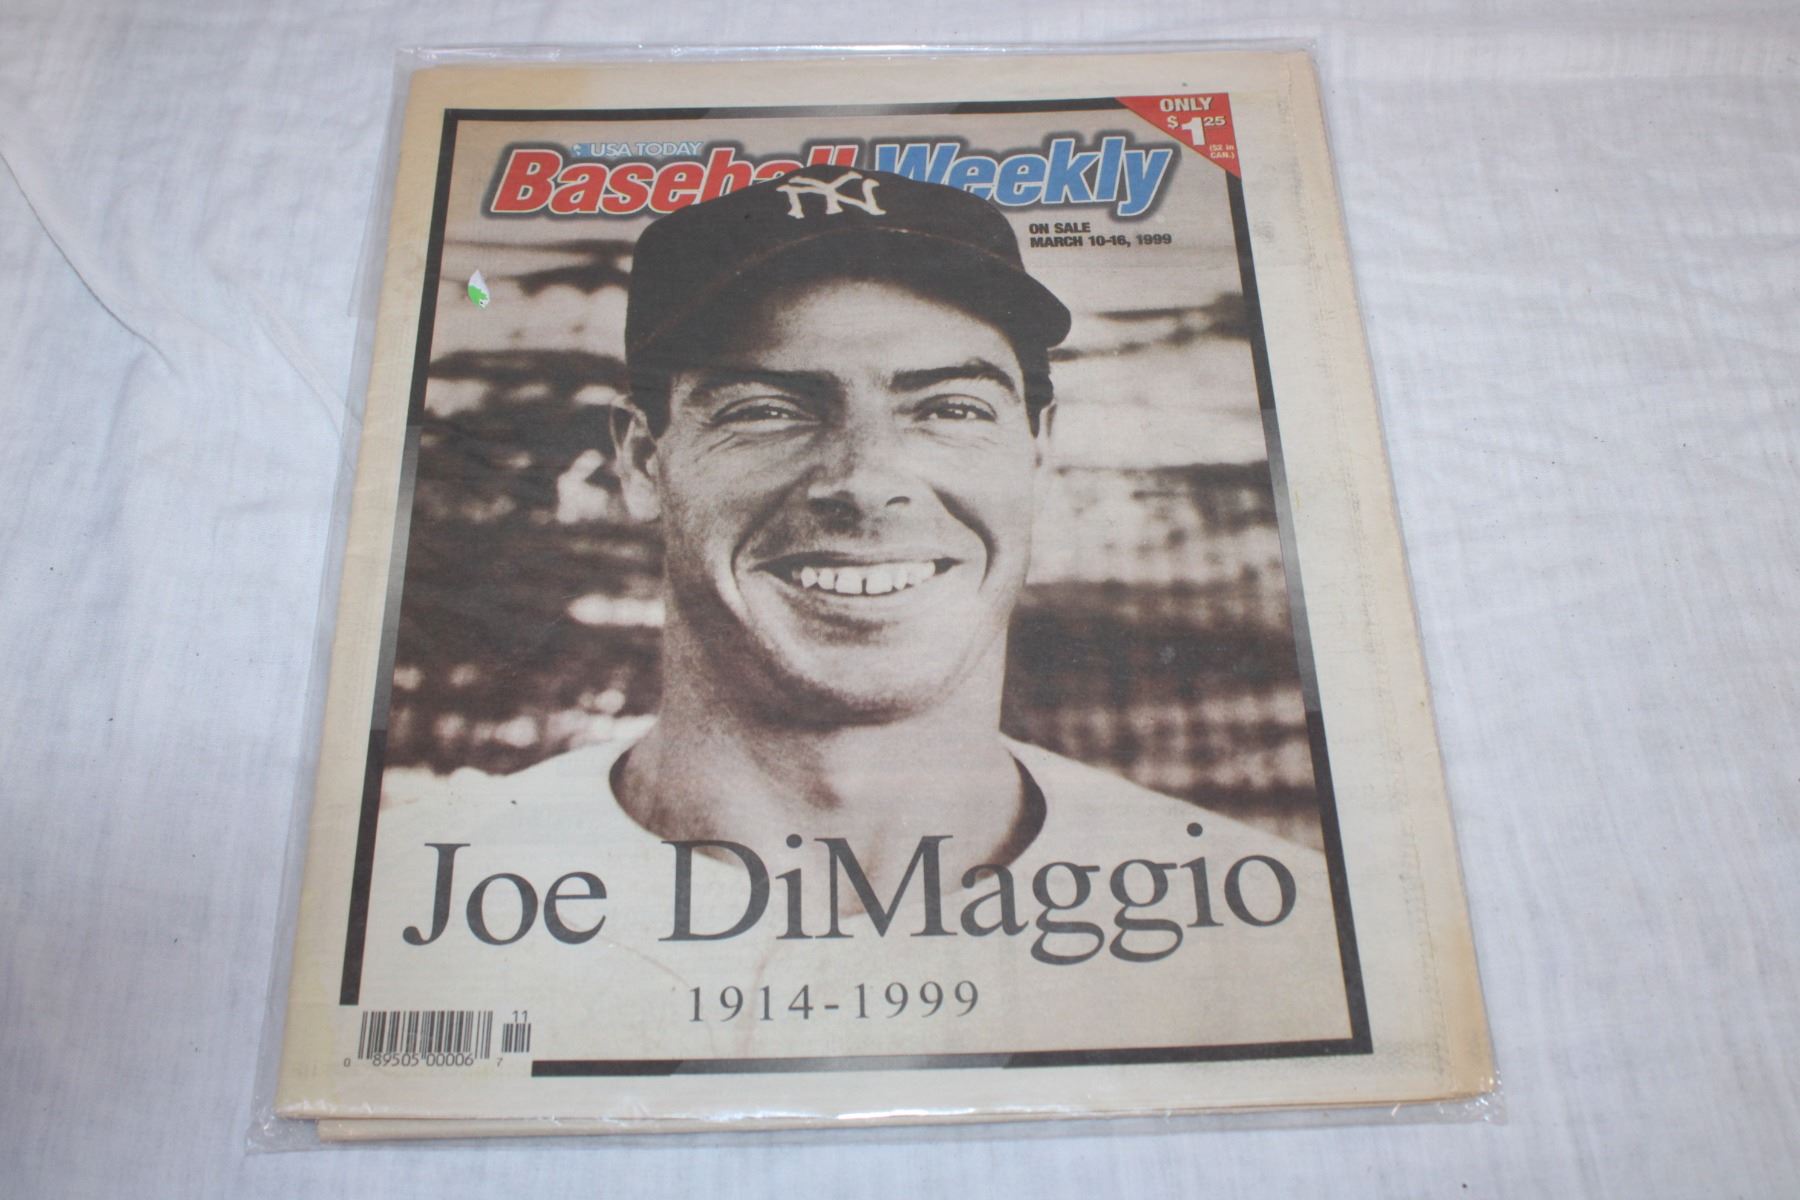 USA TODAY
Baseball Weekly
NY
ONLY
$1 25
($2 in
CAN.)
ON SALE
MARCH 10-16, 1999
Joe DiMaggio
1914-1999
11
0 89505 00006 7